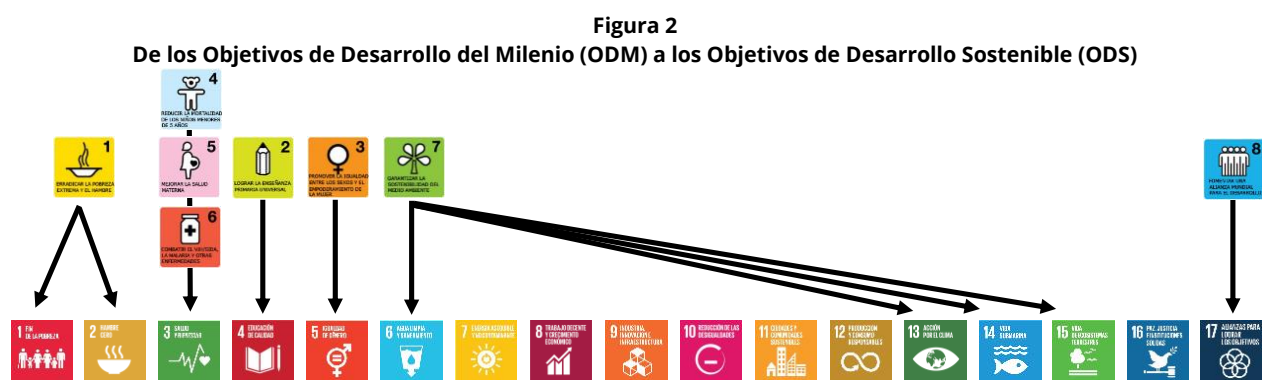 Figura 2
De los Objetivos de Desarrollo del Milenio (ODM) a los Objetivos de Desarrollo Sostenible (ODS)
4
REDUCIR LA MORTALIDAD
DE LOS NIÑOS MENORES
DE 5 AÑOS
1
ERRADICAR LA POBREZA
EXTREMA Y EL HAMBRE
5
MEJORAR LA SALUD
MATERNA
2
LOGRAR LA ENSEÑANZA
PRIMARIA UNIVERSAL
3
PROMOVER LA IGUALDAD
ENTRE LOS SEXOS Y EL
EMPODERAMIENTO DE
LA MUJER
7
GARANTIZAR LA
SOSTENIBILIDAD DEL
MEDIO AMBIENTE
8
FOMENTAR UNA
ALIANZA MUNDIAL
PARA EL DESARROLLO
6
COMBATIR EL VIH/SIDA,
LA MALARIA Y OTRAS
ENFERMEDADES
1 FIN
DE LA POBREZA
2 HAMBRE
CERO
3 SALUD
Y BIENESTAR
4 EDUCACIÓN
DE CALIDAD
5 IGUALDAD
DE GÉNERO
6 AGUA LIMPIA
Y SANEAMIENTO
7 ENERGÍA ASEQUIBLE
Y NO CONTAMINANTE
8 TRABAJO DECENTE
Y CRECIMIENTO
ECONÓMICO
9 INDUSTRIA,
INNOVACIÓN E
INFRAESTRUCTURA
10 REDUCCIÓN DE LAS
DESIGUALDADES
11 CIUDADES Y
COMUNIDADES
SOSTENIBLES
12 PRODUCCIÓN
Y CONSUMO
RESPONSABLES
13 ACCIÓN
POR EL CLIMA
14 VIDA
SUBMARINA
15 VIDA
DE ECOSISTEMAS
TERRESTRES
16 PAZ, JUSTICIA
E INSTITUCIONES
SÓLIDAS
17 ALIANZAS PARA
LOGRAR
LOS OBJETIVOS